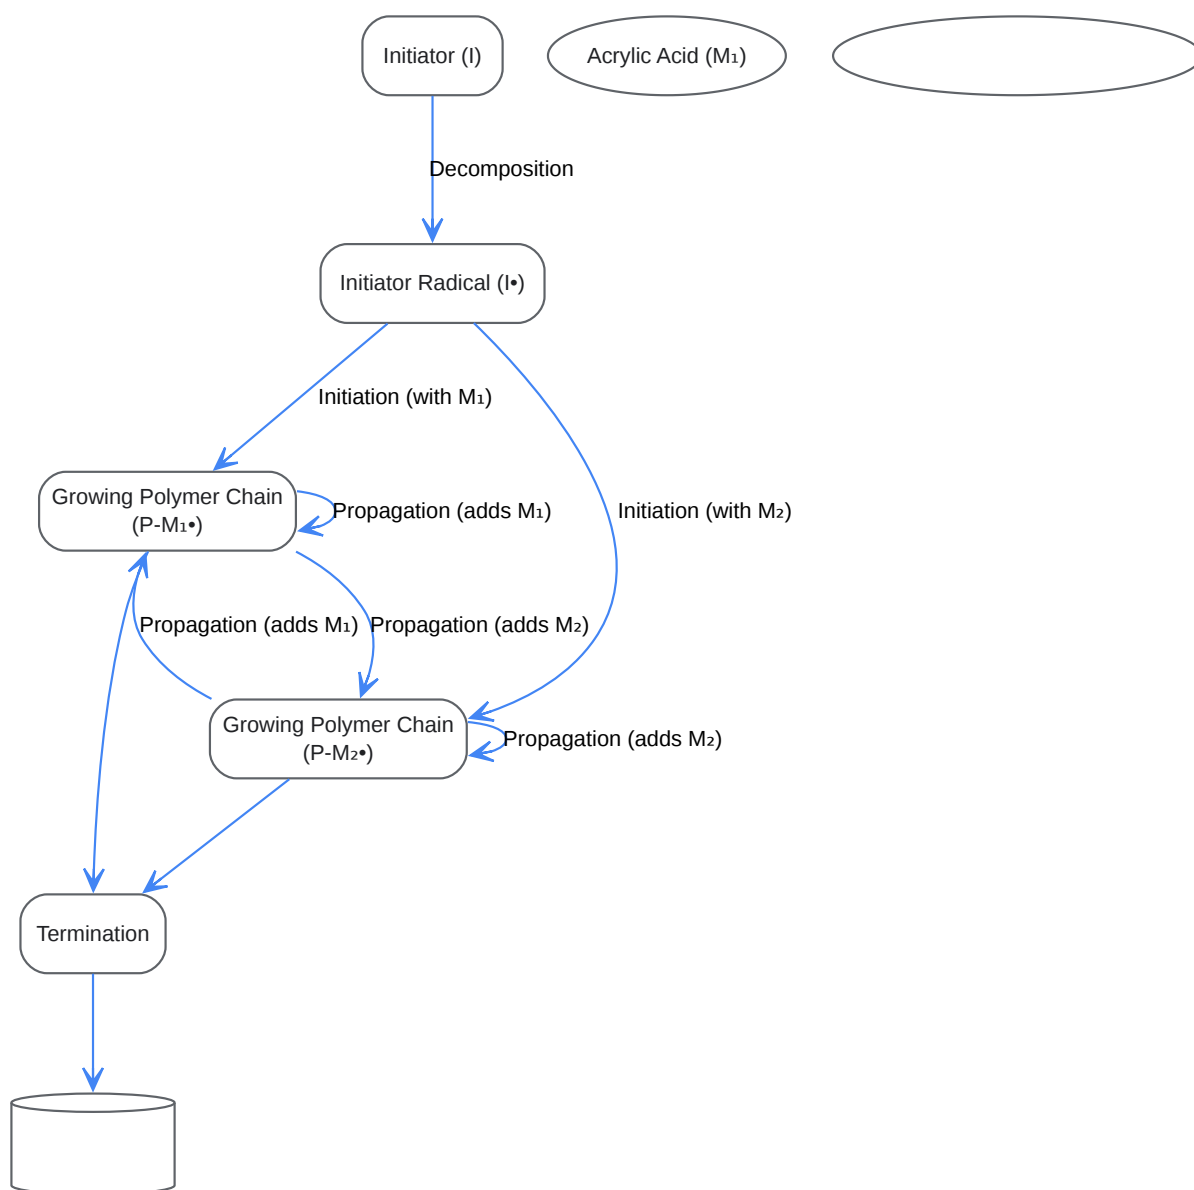 Initiator (I)
Acrylic Acid (M₁)
Decomposition
Initiator Radical (I•)
Initiation (with M₁)
Growing Polymer Chain
(P-M₁•)
Propagation (adds M₁)
Initiation (with M₂)
Propagation (adds M₁)
Propagation (adds M₂)
Growing Polymer Chain
(P-M₂•)
Propagation (adds M₂)
Termination